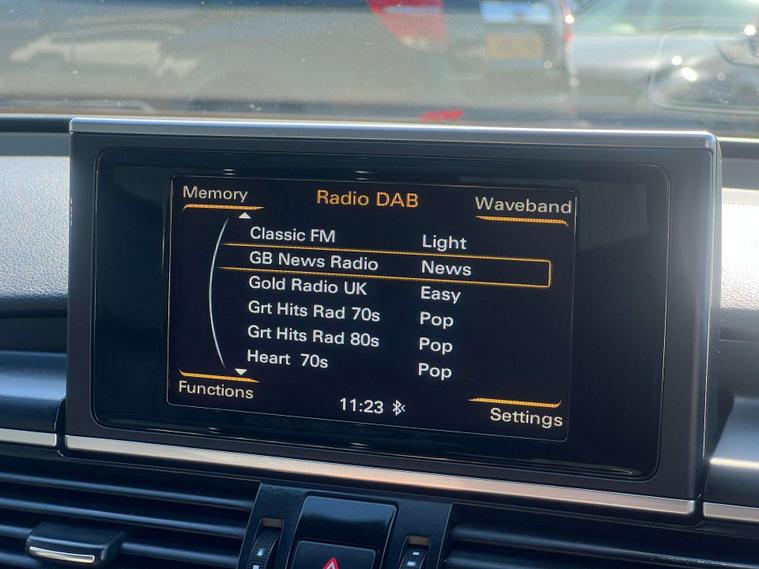 Memory Radio DAB Waveband
Classic FM Light
GB News Radio News
Gold Radio UK Easy
Grt Hits Rad 70s Pop
Grt Hits Rad 80s Pop
Heart 70s Pop
Functions 11:23 Settings